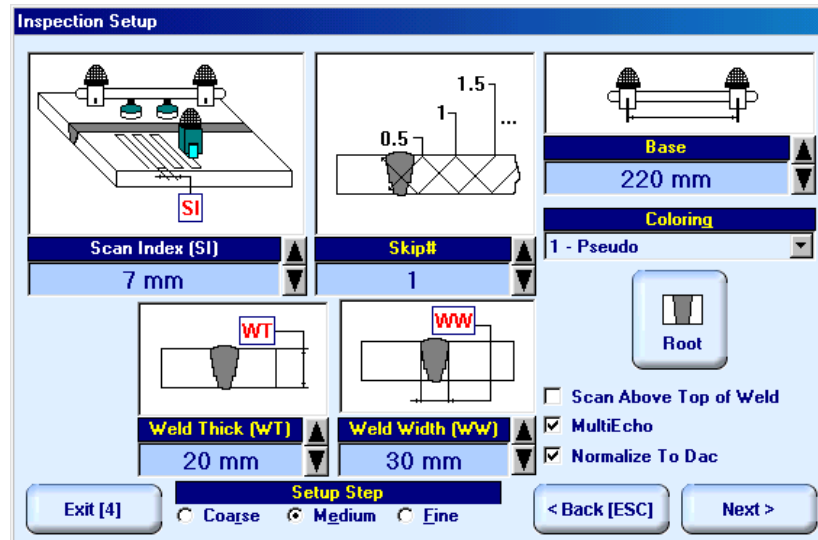 Inspection Setup
SI
Scan Index (SI)
7 mm
0.5
1
1.5
...
Skip#
1
Base
220 mm
Coloring
1 - Pseudo
Root
WT
Weld Thick (WT)
20 mm
WW
Weld Width (WW)
30 mm
Scan Above Top of Weld
MultiEcho
Normalize To Dac
Exit [4]
Setup Step
Coarse Medium Fine
< Back [ESC]
Next >